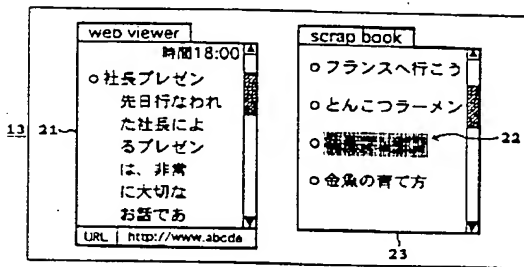 web viewer
時間18:00
社長プレゼン
先日行なわれ
た社長によ
るプレゼン
は、非常
に大切な
お話であ
URL http://www.abcde
scrap book
フランスへ行こう
とんこつラーメン
金魚の育て方
13
21
22
23